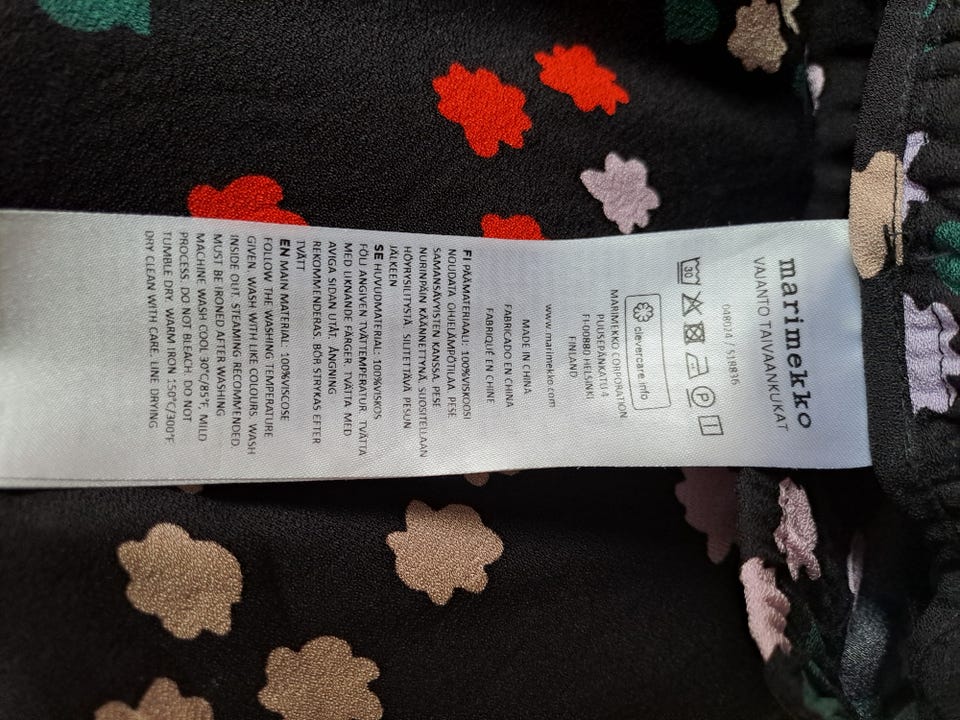 marimekko
VAJANTO TAIVAANKUKAT
048024 / 518836
30
P
clevercare.info
MARIMEKKO CORPORATION
PUUSEPÄNKATU 4
FI-00880 HELSINKI
FINLAND
www.marimekko.com
MADE IN CHINA
FABRICADO EN CHINA
FABRIQUÉ EN CHINE
FI PÄÄMATERIAALI: 100%VISKOOSI
NOUDATA OHJELÄMPÖTILAA. PESE
SAMANSÄVYISTEN KANSSA. PESE
NURINPÄIN KÄÄNNETTYNÄ. SUOSITELLAAN
HÖYRYSILITYSTÄ. SILITETTÄVÄ PESUN
JÄLKEEN
SE HUVUDMATERIAL: 100%VISKOS
FÖLJ ANGIVEN TVÄTTEMPERATUR. TVÄTTA
MED LIKNANDE FÄRGER. TVÄTTA MED
AVIGA SIDAN UTÅT. ÅNGNING
REKOMMENDERAS. BÖR STRYKAS EFTER
TVÄTT
EN MAIN MATERIAL: 100%VISCOSE
FOLLOW THE WASHING TEMPERATURE
GIVEN. WASH WITH LIKE COLOURS. WASH
INSIDE OUT. STEAMING RECOMMENDED.
MUST BE IRONED AFTER WASHING
MACHINE WASH COOL 30°C/85°F, MILD
PROCESS. DO NOT BLEACH. DO NOT
TUMBLE DRY. WARM IRON 150°C/300°F.
DRY CLEAN WITH CARE. LINE DRYING